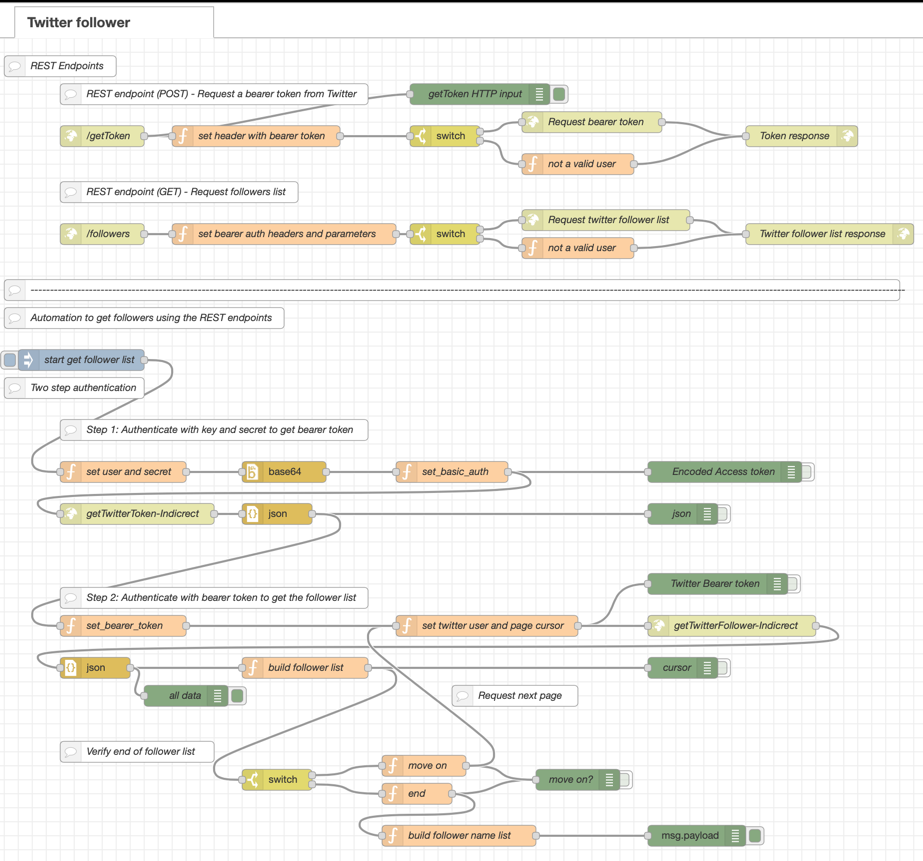 Twitter follower
REST Endpoints
REST endpoint (POST) - Request a bearer token from Twitter
getToken HTTP input
/getToken
set header with bearer token
switch
Request bearer token
Token response
not a valid user
REST endpoint (GET) - Request followers list
/followers
set bearer auth headers and parameters
switch
Request twitter follower list
Twitter follower list response
not a valid user
Automation to get followers using the REST endpoints
start get follower list
Two step authentication
Step 1: Authenticate with key and secret to get bearer token
set user and secret
base64
set_basic_auth
Encoded Access token
getTwitterToken-Indicrect
json
json
Twitter Bearer token
Step 2: Authenticate with bearer token to get the follower list
set_bearer_token
set twitter user and page cursor
getTwitterFollower-Indicrect
json
build follower list
cursor
all data
Request next page
Verify end of follower list
switch
move on
move on?
end
build follower name list
msg.payload